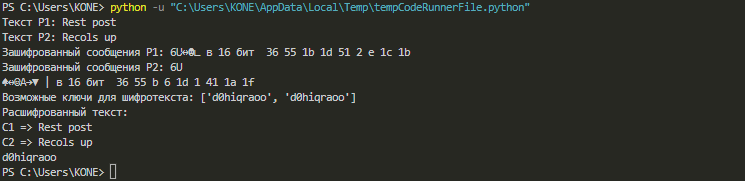 PS C:\Users\KONE> python -u "C:\Users\KONE\AppData\Local\Temp\tempCodeRunnerFile.python"
Текст P1: Rest post
Текст P2: Recols up
Зашифрованный сообщения P1: 6U↔Q☻∟ в 16 бит  36 55 1b 1d 51 2 e 1c 1b
Зашифрованный сообщения P2: 6U
♠↔☺A→▼ | в 16 бит  36 55 b 6 1d 1 41 1a 1f
Возможные ключи для шифротекста: ['d0hiqraoo', 'd0hiqraoo']
Расшифрованный текст:
C1 => Rest post
C2 => Recols up
d0hiqraoo
PS C:\Users\KONE>